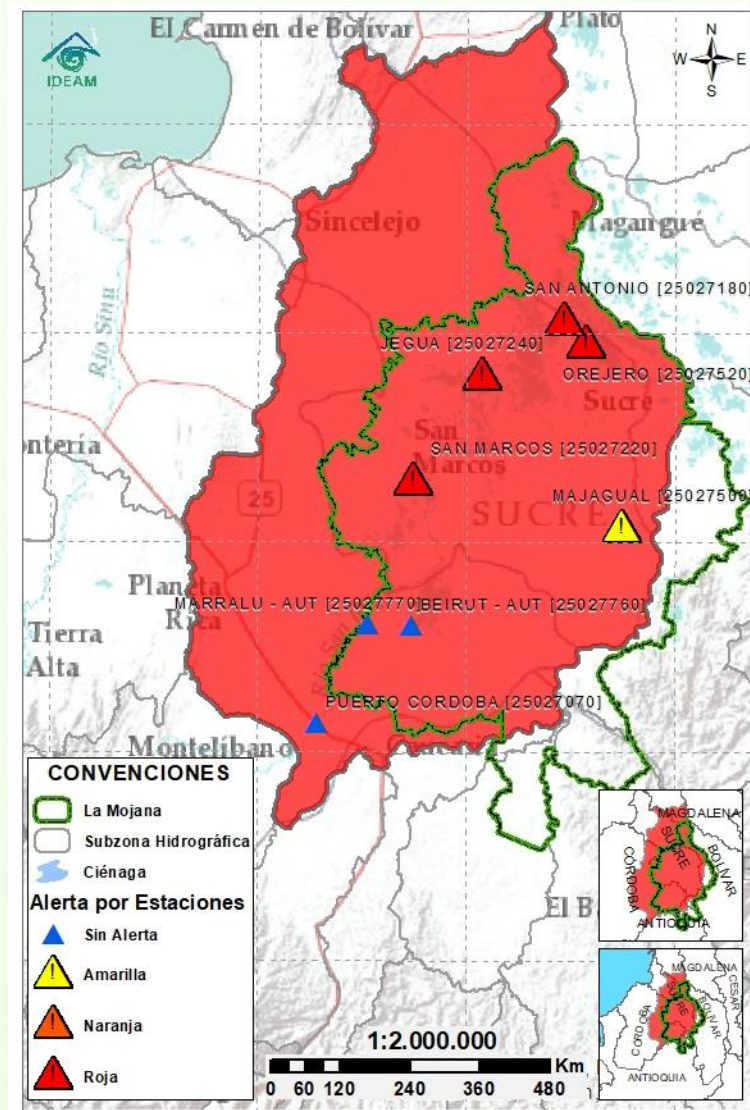 El Carmen de Bolívar
Plato
IDEAM
N
W
E
S
Sincelejo
Magangué
Río Sinú
SAN ANTONIO [25027180]
JEGUA [25027240]
OREJERO [25027520]
Sucre
ntería
San
Marcos
SAN MARCOS [25027220]
25
MAJAGUAL [25027500]
SUCRE
Planeta
Rica
MARRALU - AUT [25027770]
BEIRUT - AUT [25027760]
Tierra
Alta
PUERTO CORDOBA [25027070]
Montelíbano
El B
CONVENCIONES
La Mojana
Subzona Hidrográfica
Ciénaga
Alerta por Estaciones
Sin Alerta
Amarilla
Naranja
Roja
1:2.000.000
Km
0 60 120 240 360 480
MAGDALENA
SUCRE
BOLÍVAR
CÓRDOBA
ANTIOQUIA
MAGDALENA
CESAR
SUCRE
BOLÍVAR
CÓRDOBA
ANTIOQUIA